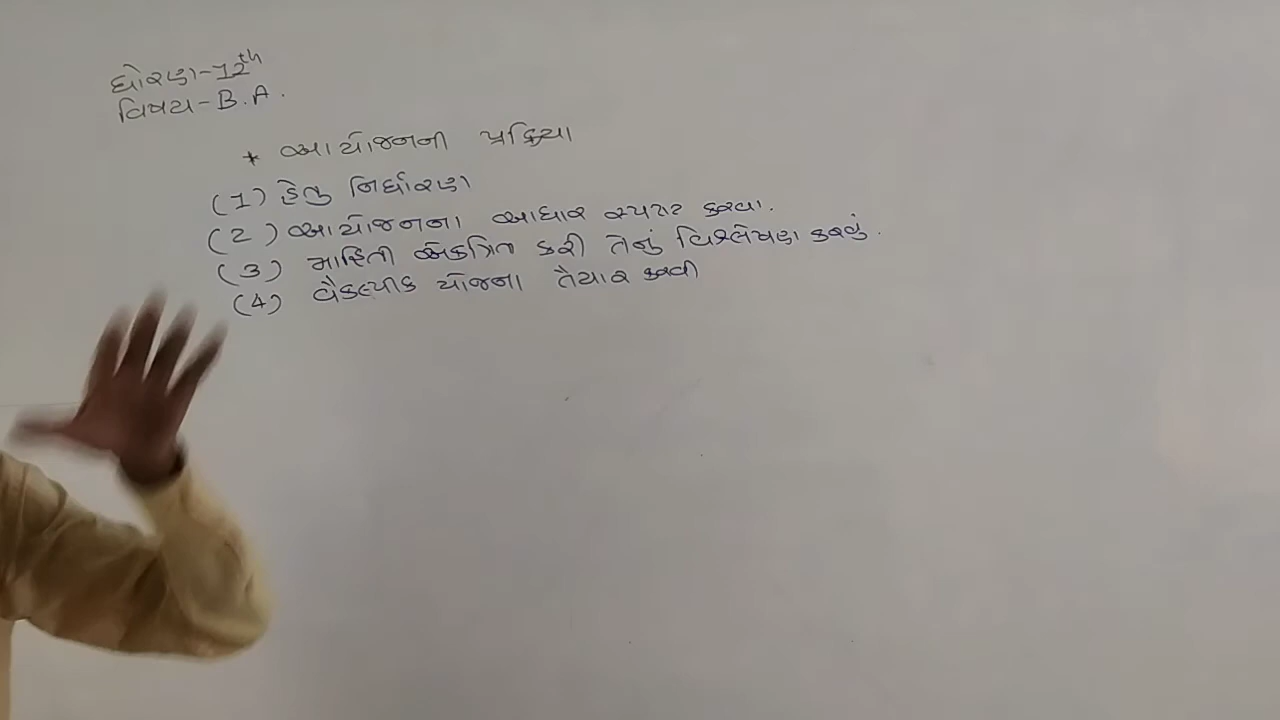 ધોરણ-12th
વિષય-B.A.
* આયોજનની પ્રક્રિયા
(1) હેતુ નિર્ધારણ
(2) આયોજનના આધાર સ્પષ્ટ કરવા.
(3) માહિતી એકત્રિત કરી તેનું વિશ્લેષણ કરવું.
(4) વૈકલ્પીક યોજના તૈયાર કરવી